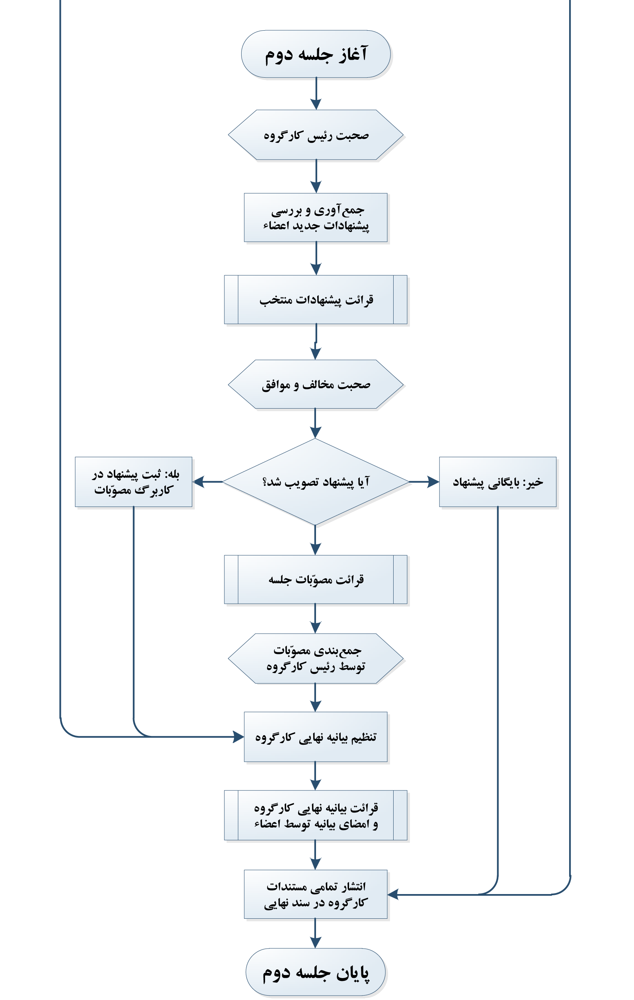 آغاز جلسه دوم
صحبت رئیس کارگروه
جمع‌آوری و بررسی
پیشنهادات جدید اعضاء
قرائت پیشنهادات منتخب
صحبت مخالف و موافق
آیا پیشنهاد تصویب شد؟
خیر: بایگانی پیشنهاد
بله: ثبت پیشنهاد در
کاربرگ مصوّبات
قرائت مصوّبات جلسه
جمع‌بندی مصوّبات
توسط رئیس کارگروه
تنظیم بیانیه نهایی کارگروه
قرائت بیانیه نهایی کارگروه
و امضای بیانیه توسط اعضاء
انتشار تمامی مستندات
کارگروه در سند نهایی
پایان جلسه دوم